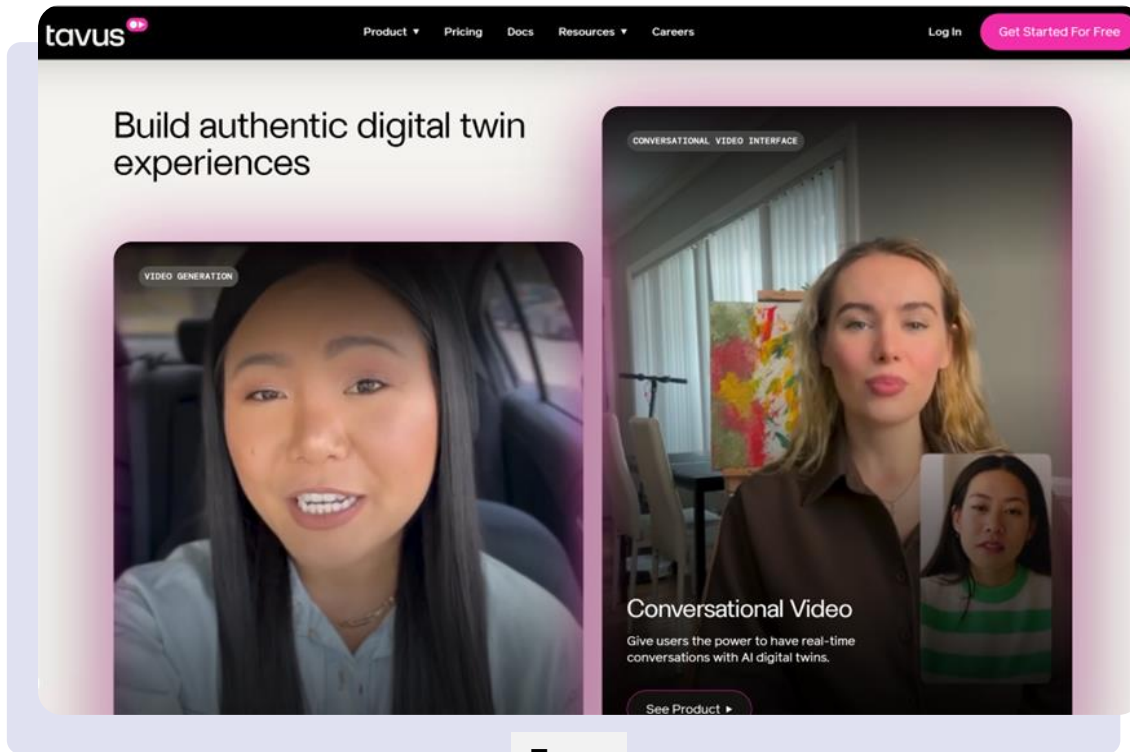 tavus
Product ▼ Pricing Docs Resources ▼ Careers
Log In Get Started For Free
Build authentic digital twin
experiences
VIDEO GENERATION
CONVERSATIONAL VIDEO INTERFACE
Conversational Video
Give users the power to have real-time
conversations with AI digital twins.
See Product ▶